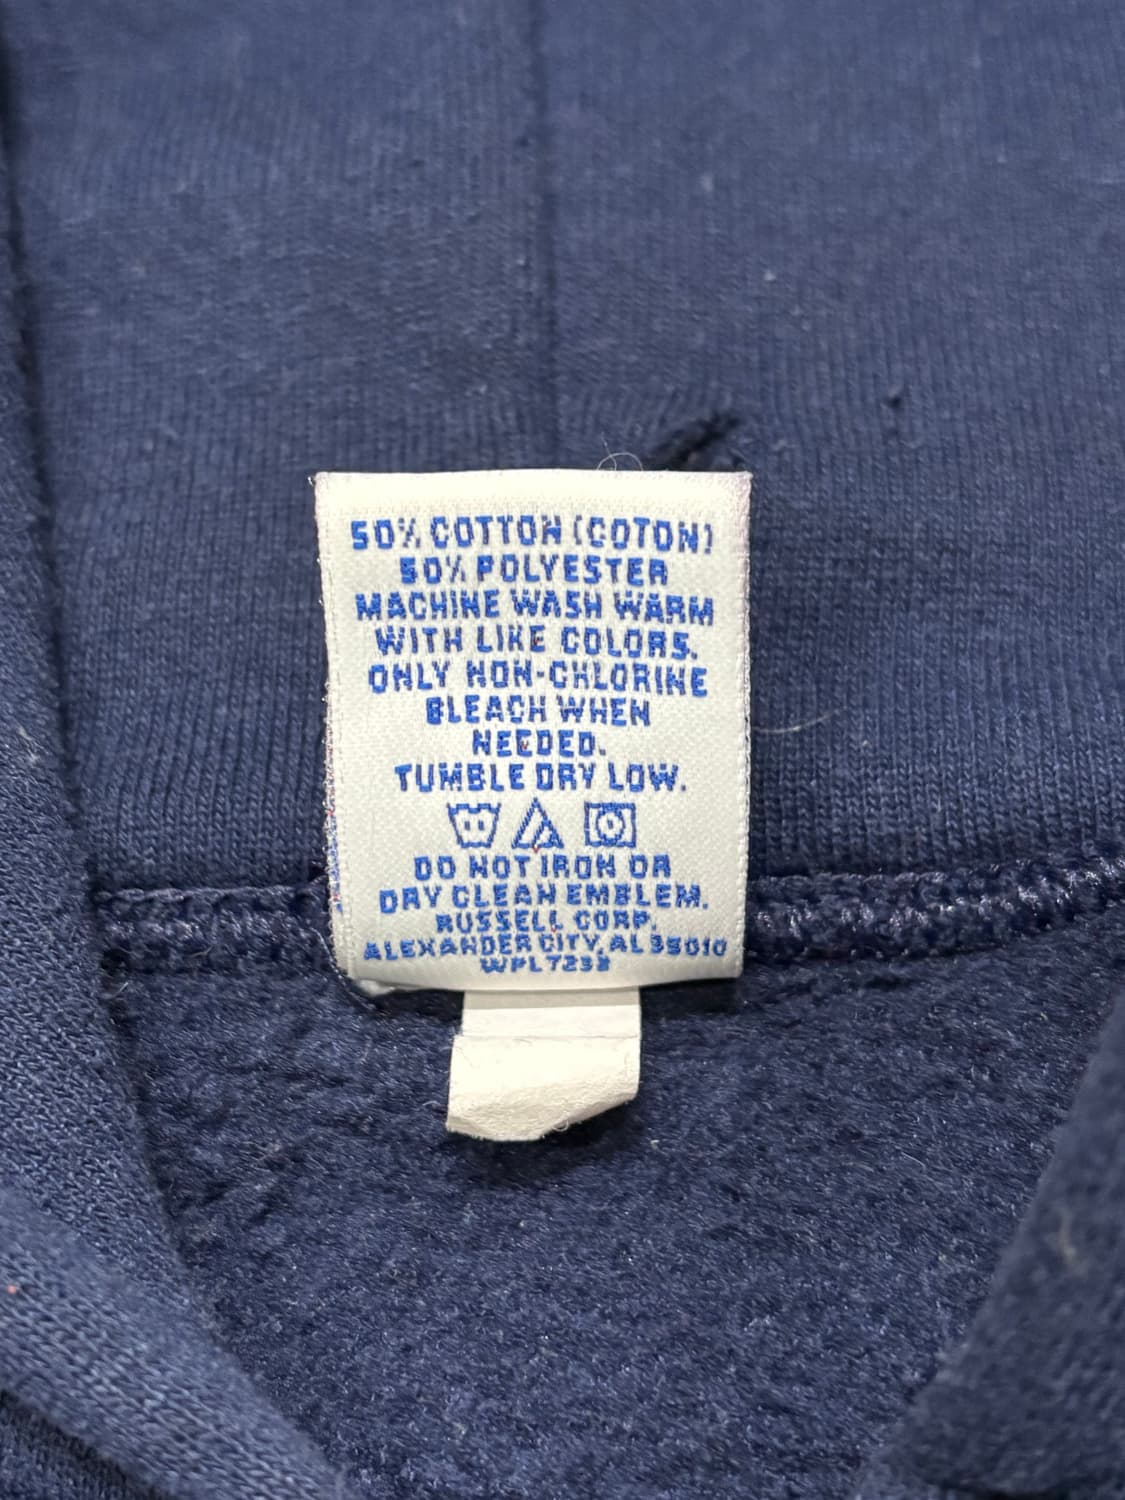 50% COTTON (COTON)
50% POLYESTER
MACHINE WASH WARM
WITH LIKE COLORS.
ONLY NON-CHLORINE
BLEACH WHEN
NEEDED.
TUMBLE DRY LOW.
DO NOT IRON OR
DRY CLEAN EMBLEM.
RUSSELL CORP.
ALEXANDER CITY, AL 35010
WPL7233